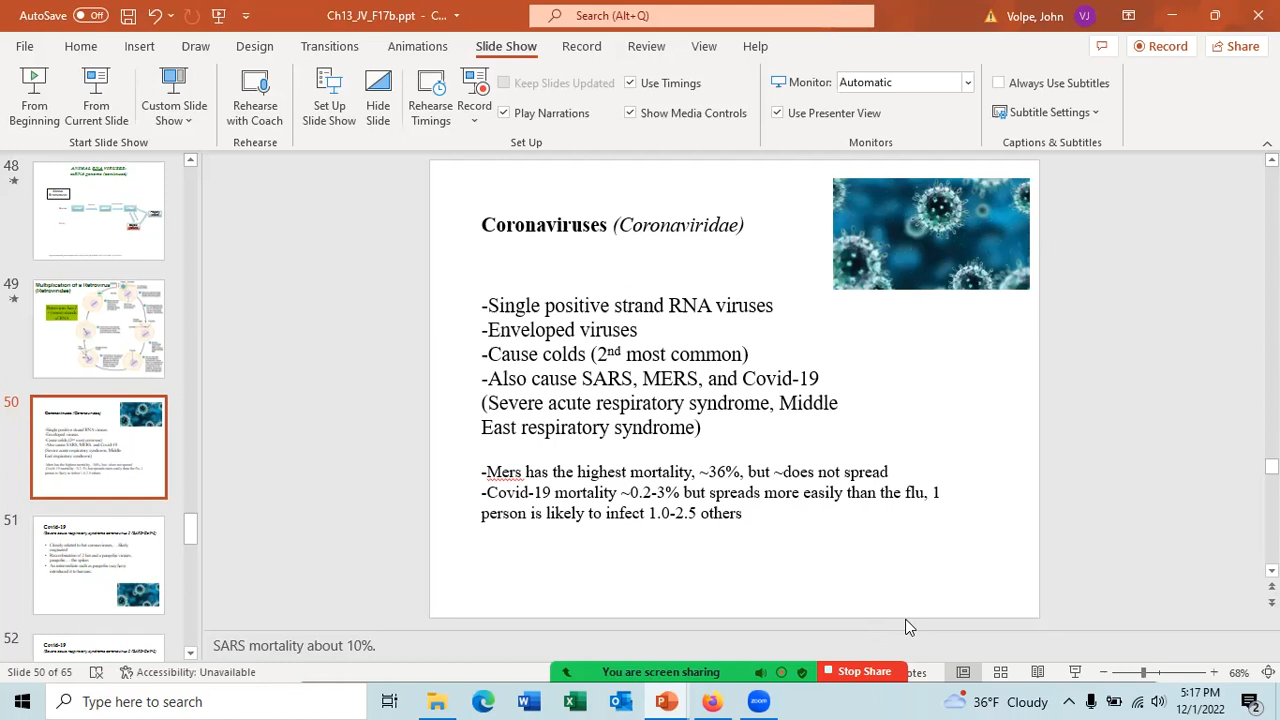 AutoSave Off Ch13_JV_F17b.ppt - C... Search (Alt+Q) Volpe, John VJ
File Home Insert Draw Design Transitions Animations Slide Show Record Review View Help Record Share
From Beginning
From Current Slide
Custom Slide Show
Rehearse with Coach
Set Up Slide Show
Hide Slide
Rehearse Timings
Record
Keep Slides Updated
Use Timings
Play Narrations
Show Media Controls
Monitor: Automatic
Use Presenter View
Always Use Subtitles
Subtitle Settings
Start Slide Show Rehearse Set Up Monitors Captions & Subtitles
48
49
50
51
Covid-19
52
Covid-19
Coronaviruses (Coronaviridae)
-Single positive strand RNA viruses
-Enveloped viruses
-Cause colds (2nd most common)
-Also cause SARS, MERS, and Covid-19
(Severe acute respiratory syndrome, Middle
East respiratory syndrome)
-Mers has the highest mortality, ~36%, but ~does not spread
-Covid-19 mortality ~0.2-3% but spreads more easily than the flu, 1
person is likely to infect 1.0-2.5 others
SARS mortality about 10%.
Slide 50 of 65 Accessibility: Unavailable You are screen sharing Stop Share otes 68%
Type here to search 36°F Cloudy 5:17 PM
12/1/2022 2